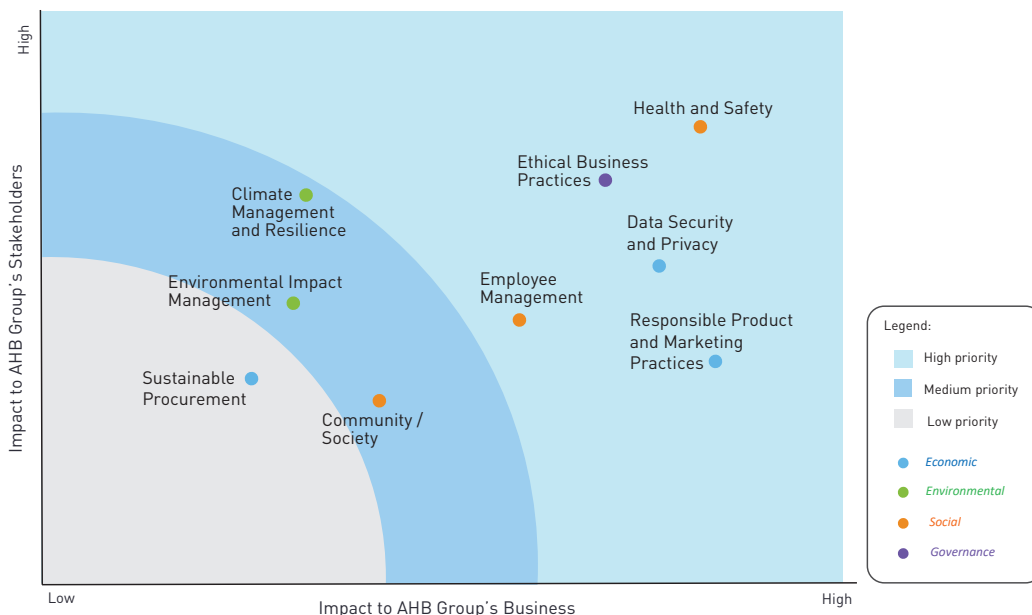 High
Impact to AHB Group's Stakeholders
Health and Safety
Ethical Business
Practices
Climate
Management
and Resilience
Data Security
and Privacy
Environmental Impact
Management
Employee
Management
Responsible Product
and Marketing
Practices
Sustainable
Procurement
Community /
Society
Low
Impact to AHB Group's Business
High
Legend:
High priority
Medium priority
Low priority
Economic
Environmental
Social
Governance